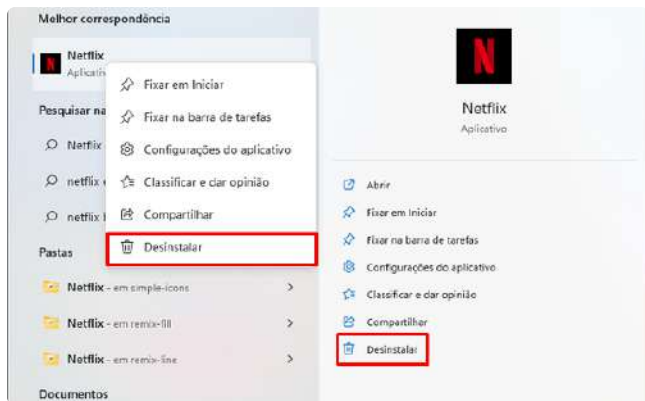 Melhor correspondência
Netflix
Fixar em Iniciar
Pesquisar na
Fixar na barra de tarefas
Netflix
Configurações do aplicativo
netflix
Classificar e dar opinião
netflix
Compartilhar
Pastas
Desinstalar
Netflix - em simple-icons
Netflix - em remix-fill
Netflix - em remix-line
Documentos
N
Netflix
Aplicativo
Abrir
Fixar em Iniciar
Fixar na barra de tarefas
Configurações do aplicativo
Classificar e dar opinião
Compartilhar
Desinstalar